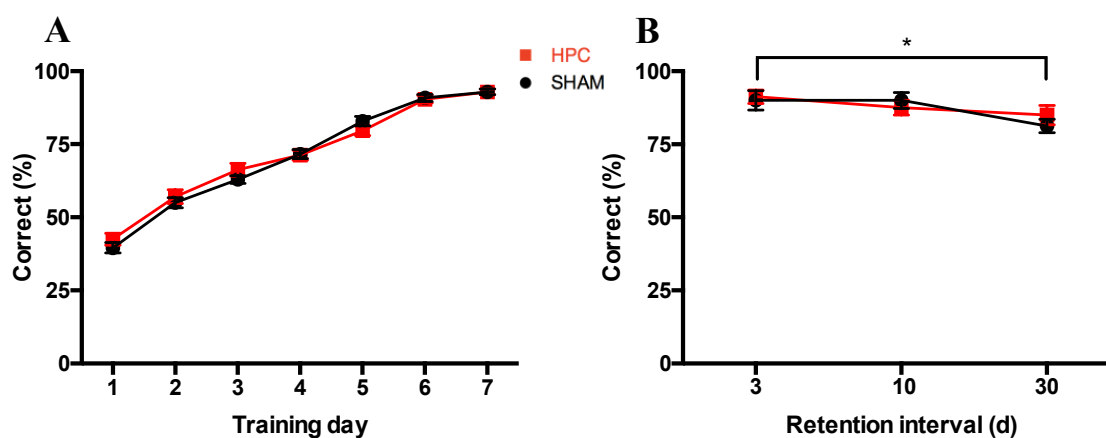 A
HPC
SHAM
100
75
50
25
0
Correct (%)
1 2 3 4 5 6 7
Training day
B
*
100
75
50
25
0
Correct (%)
3 10 30
Retention interval (d)